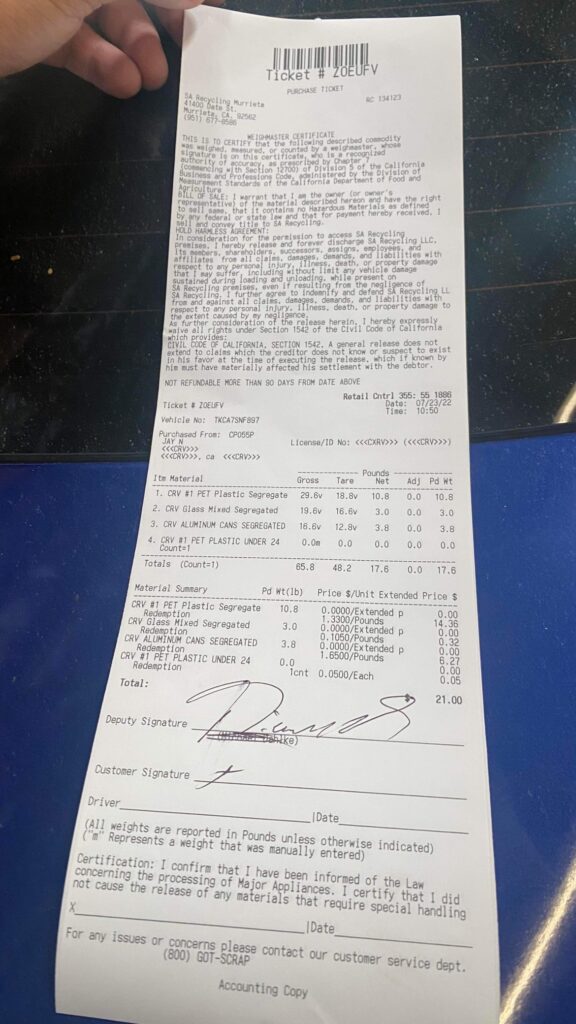 Ticket # ZOEUFV
PURCHASE TICKET
SA Recycling Murrieta
41400 Date St.
Murrieta, CA. 92562
(951) 677-8586
RC 134123
WEIGHMASTER CERTIFICATE
THIS IS TO CERTIFY that the following described commodity
was weighed, measured, or counted by a weighmaster, whose
signature is on this certificate, who is a recognized
authority of accuracy, as prescribed by Chapter 7
(commencing with Section 12700) of Division 5 of the California
Business and Professions Code, administered by the Division of
Measurement Standards of the California Department of Food and
Agriculture
BILL OF SALE: I warrant that I am the owner (or owner's
representative) of the material described hereon and have the right
to sell same, that it contains no Hazardous Materials as defined
by any federal or state law and that for payment hereby received, I
sell and convey title to SA Recycling.
HOLD HARMLESS AGREEMENT:
In consideration for the permission to access SA Recycling
premises, I hereby release and forever discharge SA Recycling LLC,
its members, shareholders, successors, assigns, employees, and
affiliates from all claims, damages, demands, and liabilities with
respect to any personal injury, illness, death, or property damage
that I may suffer, including without limit any vehicle damage
sustained during loading and unloading, while present on
SA Recycling premises, even if resulting from the negligence of
SA Recycling. I further agree to indemnify and defend SA Recycling LL
from and against all claims, damages, demands, and liabilities with
respect to any personal injury, illness, death, or property damage to
the extent caused by my negligence.
As further consideration of the release herein, I hereby expressly
waive all rights under Section 1542 of the Civil Code of California
which provides:
CIVIL CODE OF CALIFORNIA, SECTION 1542. A general release does not
extend to claims which the creditor does not know or suspect to exist
in his favor at the time of executing the release, which if known by
him must have materially affected his settlement with the debtor.
NOT REFUNDABLE MORE THAN 90 DAYS FROM DATE ABOVE
Retail Cntrl 355: 55 1886
Ticket # ZOEUFV Date: 07/23/22
Time: 10:50
Vehicle No: TKCA7SNF897
Purchased From: CPO55P License/ID No: <<<CXRV>>> (<<<CRV>>>)
JAY N
<<<CRV>>>
<<<CRV>>>, ca <<<CRV>>>
Pounds
Itm Material Gross Tare Net Adj Pd Wt
1. CRV #1 PET Plastic Segregate 29.6v 18.8v 10.8 0.0 10.8
2. CRV Glass Mixed Segregated 19.6v 16.6v 3.0 0.0 3.0
3. CRV ALUMINUM CANS SEGREGATED 16.6v 12.8v 3.8 0.0 3.8
4. CRV #1 PET PLASTIC UNDER 24 0.0m 0.0 0.0 0.0 0.0
Count=1
Totals (Count=1) 65.8 48.2 17.6 0.0 17.6
Material Summary Pd Wt(lb) Price $/Unit Extended Price $
CRV #1 PET Plastic Segregate 10.8 0.0000/Extended p 0.00
Redemption 1.3300/Pounds 14.36
CRV Glass Mixed Segregated 3.0 0.0000/Extended p 0.00
Redemption 0.1050/Pounds 0.32
CRV ALUMINUM CANS SEGREGATED 3.8 0.0000/Extended p 0.00
Redemption 1.6500/Pounds 6.27
CRV #1 PET PLASTIC UNDER 24 0.0 0.00
Redemption 1cnt 0.0500/Each 0.05
Total: 21.00
Deputy Signature
Customer Signature
Driver |Date
(All weights are reported in Pounds unless otherwise indicated)
("m" Represents a weight that was manually entered)
Certification: I confirm that I have been informed of the Law
concerning the processing of Major Appliances. I certify that I did
not cause the release of any materials that require special handling
X |Date
For any issues or concerns please contact our customer service dept.
(800) GOT-SCRAP
Accounting Copy